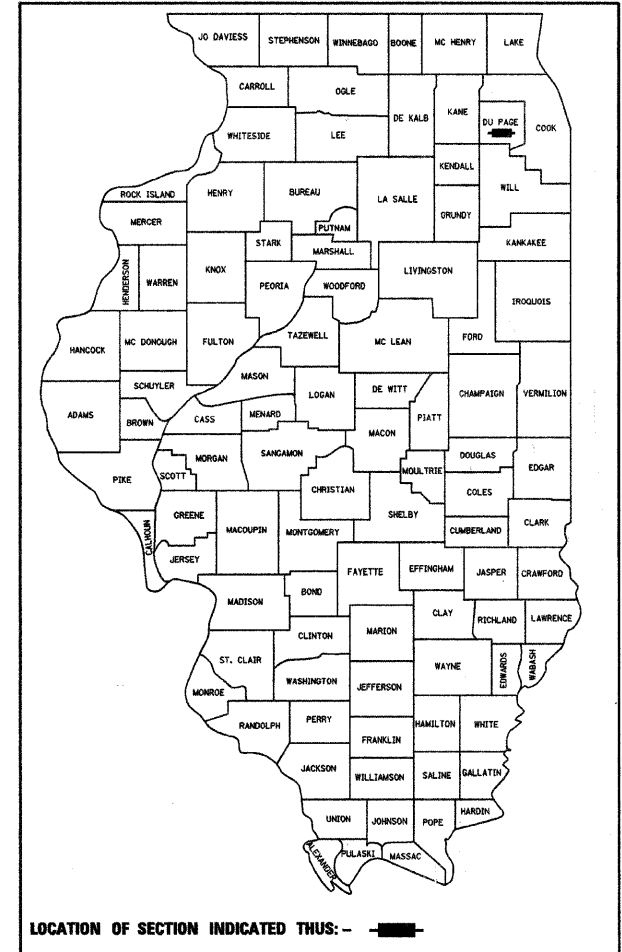 JO DAVIESS STEPHENSON WINNEBAGO BOONE MC HENRY LAKE
CARROLL OGLE DE KALB KANE DU PAGE COOK
WHITESIDE LEE
KENDALL WILL
ROCK ISLAND HENRY BUREAU LA SALLE GRUNDY
MERCER PUTNAM KANKAKEE
STARK MARSHALL
HENDERSON WARREN KNOX PEORIA WOODFORD LIVINGSTON IROQUOIS
HANCOCK MC DONOUGH FULTON TAZEWELL MC LEAN FORD
MASON
SCHUYLER LOGAN DE WITT CHAMPAIGN VERMILION
ADAMS BROWN CASS MENARD MACON PIATT
MORGAN SANGAMON DOUGLAS EDGAR
PIKE SCOTT CHRISTIAN MOULTRIE COLES
GREENE MACOUPIN MONTGOMERY SHELBY CUMBERLAND CLARK
CALHOUN JERSEY
FAYETTE EFFINGHAM JASPER CRAWFORD
MADISON BOND
CLAY RICHLAND LAWRENCE
CLINTON MARION
ST. CLAIR WAYNE EDWARDS WABASH
WASHINGTON JEFFERSON
MONROE
RANDOLPH PERRY HAMILTON WHITE
FRANKLIN
JACKSON WILLIAMSON SALINE GALLATIN
UNION JOHNSON POPE HARDIN
ALEXANDER PULASKI MASSAC
LOCATION OF SECTION INDICATED THUS: -